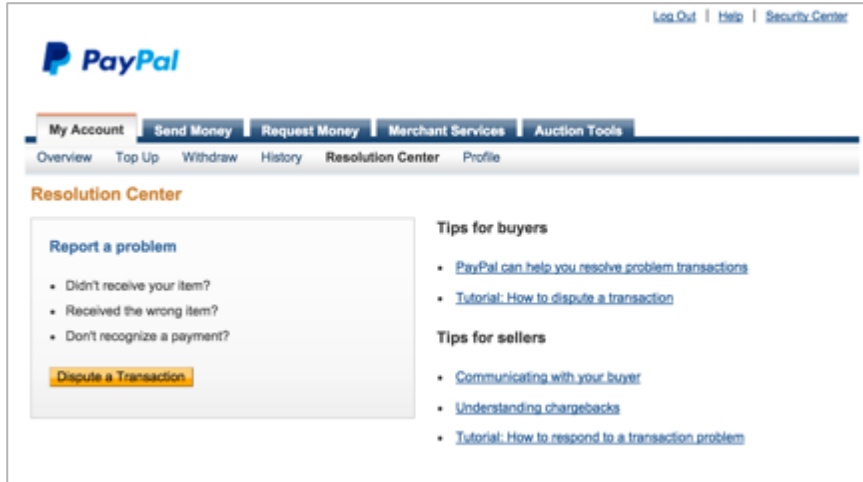 Log Out | Help | Security Center
PayPal
My Account Send Money Request Money Merchant Services Auction Tools
Overview Top Up Withdraw History Resolution Center Profile
Resolution Center
Report a problem
• Didn't receive your item?
• Received the wrong item?
• Don't recognize a payment?
Dispute a Transaction
Tips for buyers
• PayPal can help you resolve problem transactions
• Tutorial: How to dispute a transaction
Tips for sellers
• Communicating with your buyer
• Understanding chargebacks
• Tutorial: How to respond to a transaction problem